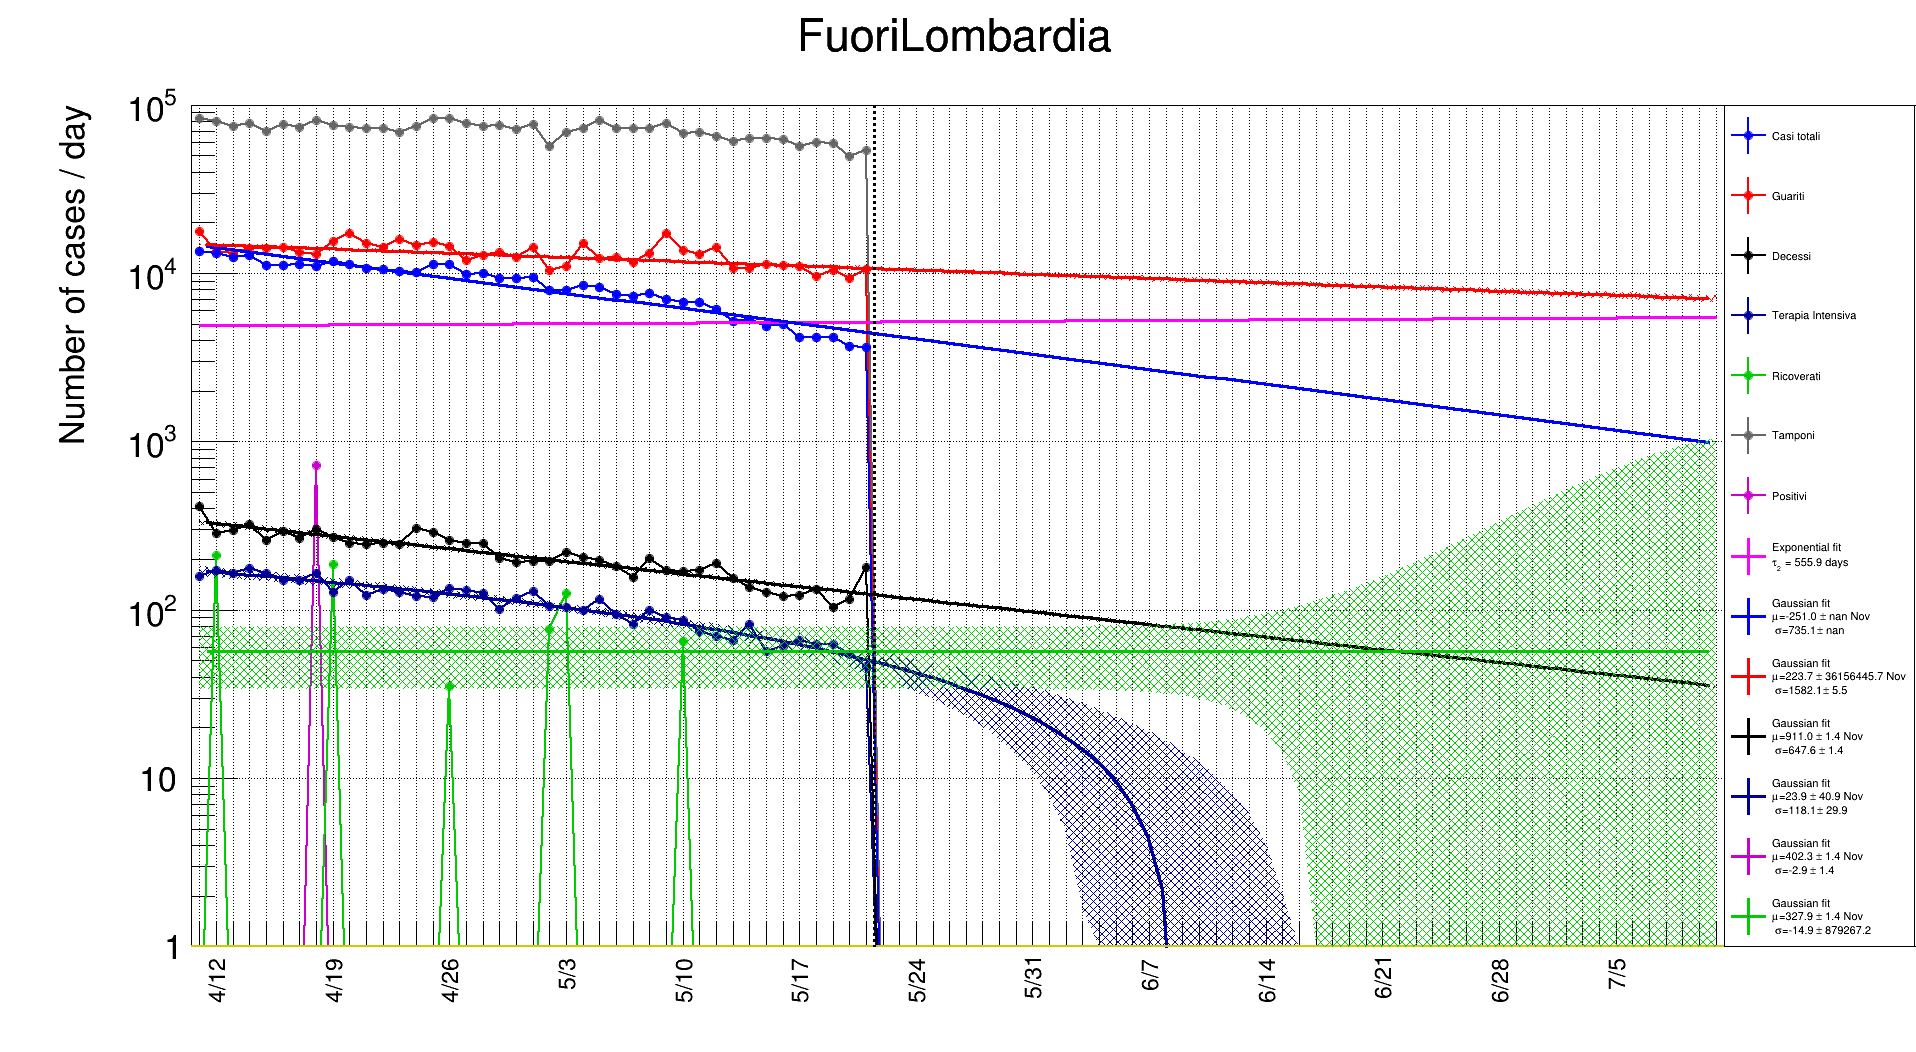 FuoriLombardia
Number of cases / day
10^5
10^4
10^3
10^2
10
1
4/12
4/19
4/26
5/3
5/10
5/17
5/24
5/31
6/7
6/14
6/21
6/28
7/5
Casi totali
Guariti
Decessi
Terapia Intensiva
Ricoverati
Tamponi
Positivi
Exponential fit
τ₂ = 555.9 days
Gaussian fit
μ=-251.0 ± nan Nov
σ=735.1± nan
Gaussian fit
μ=223.7 ± 36156445.7 Nov
σ=1582.1± 5.5
Gaussian fit
μ=911.0 ± 1.4 Nov
σ=647.6 ± 1.4
Gaussian fit
μ=23.9 ± 40.9 Nov
σ=118.1± 29.9
Gaussian fit
μ=402.3 ± 1.4 Nov
σ=-2.9 ± 1.4
Gaussian fit
μ=327.9 ± 1.4 Nov
σ=-14.9 ± 879267.2